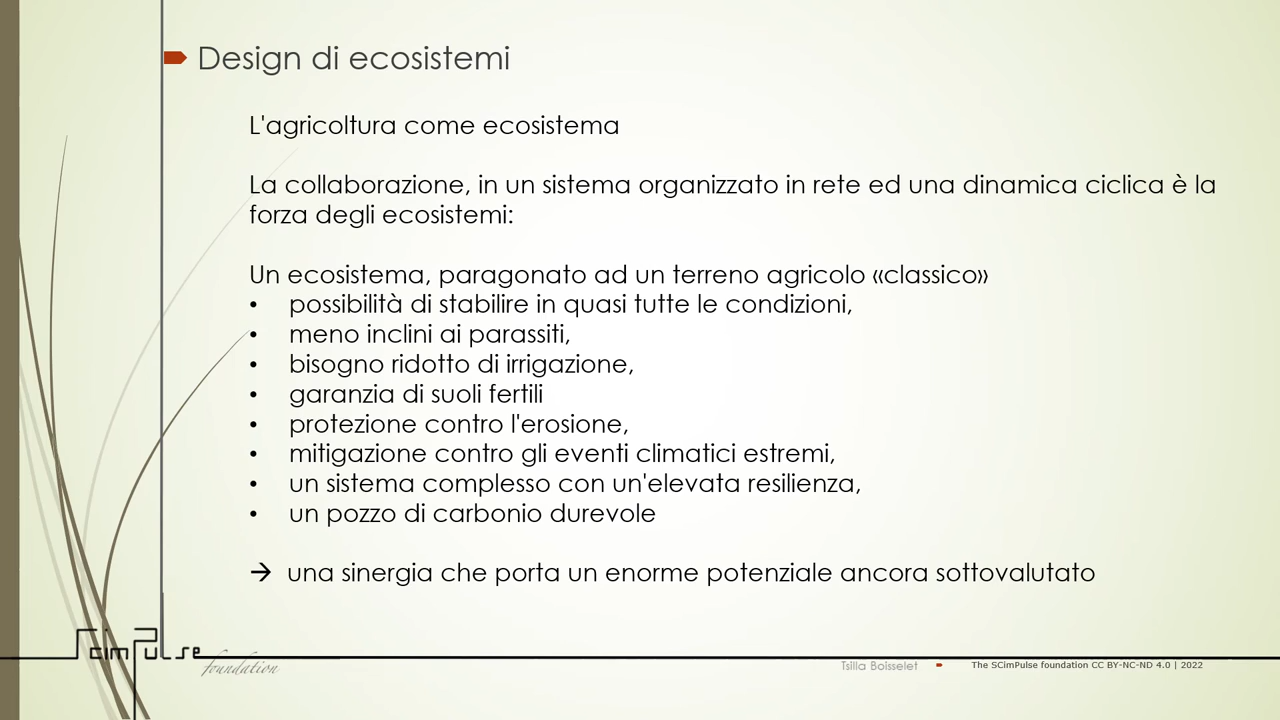 Design di ecosistemi
L'agricoltura come ecosistema
La collaborazione, in un sistema organizzato in rete ed una dinamica ciclica è la
forza degli ecosistemi:
Un ecosistema, paragonato ad un terreno agricolo «classico»
• possibilità di stabilire in quasi tutte le condizioni,
• meno inclini ai parassiti,
• bisogno ridotto di irrigazione,
• garanzia di suoli fertili
• protezione contro l'erosione,
• mitigazione contro gli eventi climatici estremi,
• un sistema complesso con un'elevata resilienza,
• un pozzo di carbonio durevole
→ una sinergia che porta un enorme potenziale ancora sottovalutato
ScimPulse
foundation
Tsilla Boisselet
The SCimPulse foundation CC BY-NC-ND 4.0 | 2022